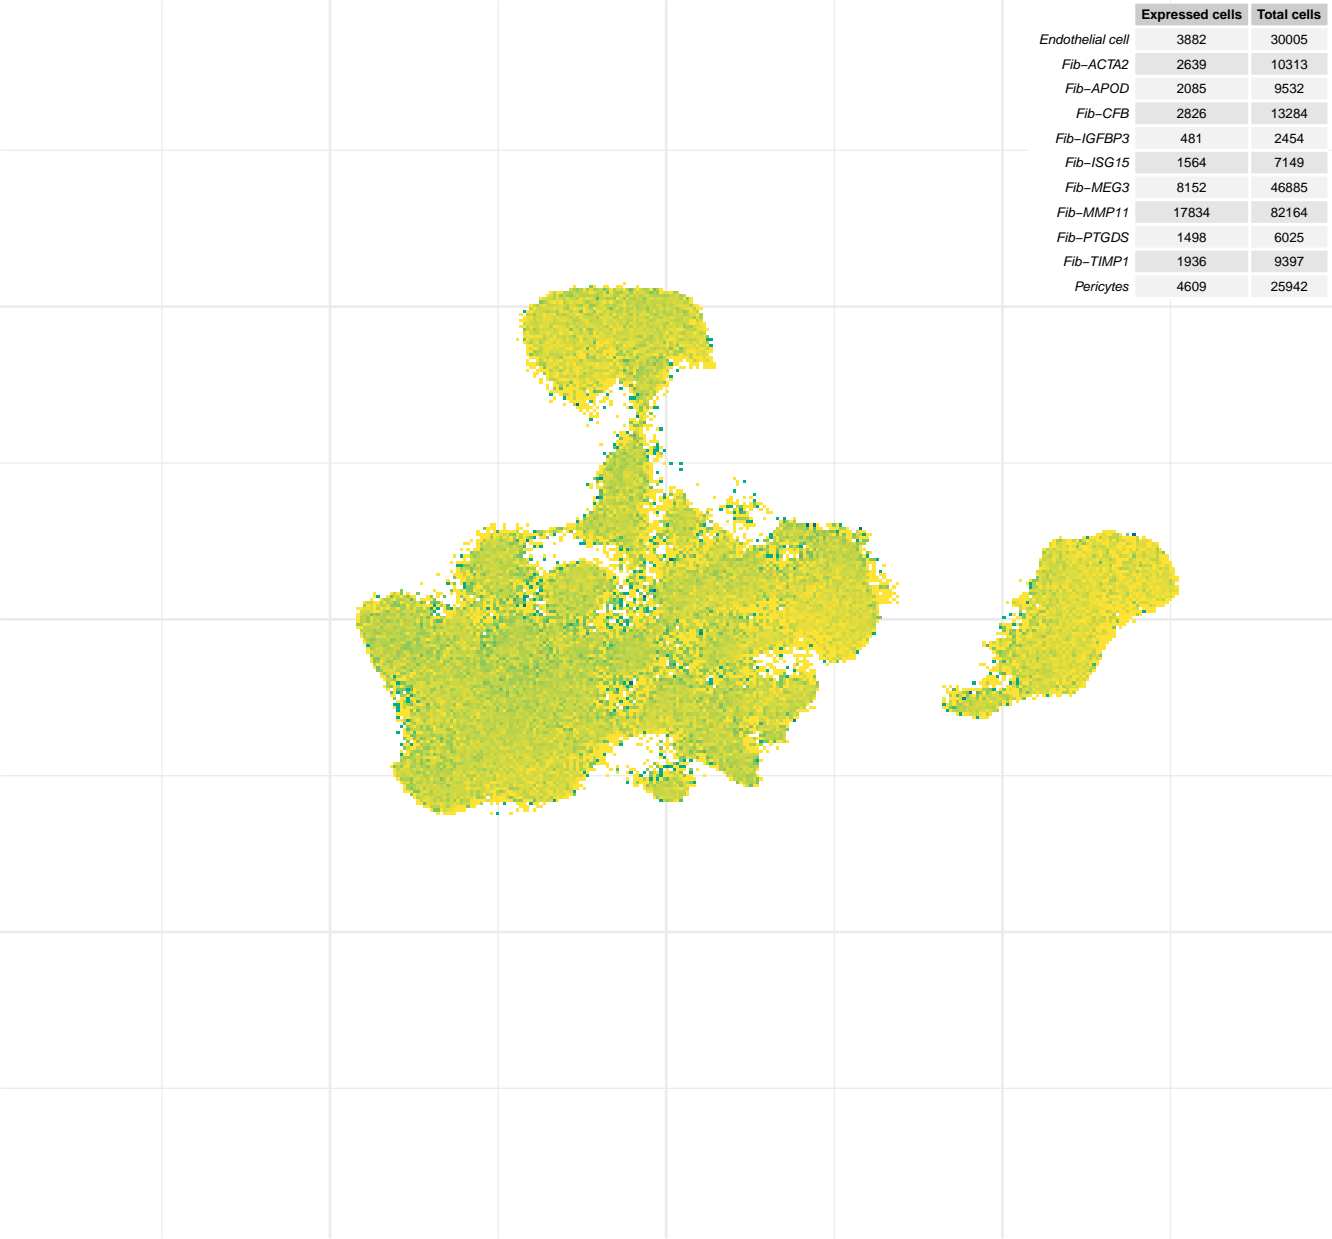 Expressed cells Total cells
Endothelial cell 3882 30005
Fib−ACTA2 2639 10313
Fib−APOD 2085 9532
Fib−CFB 2826 13284
Fib−IGFBP3 481 2454
Fib−ISG15 1564 7149
Fib−MEG3 8152 46885
Fib−MMP11 17834 82164
Fib−PTGDS 1498 6025
Fib−TIMP1 1936 9397
Pericytes 4609 25942